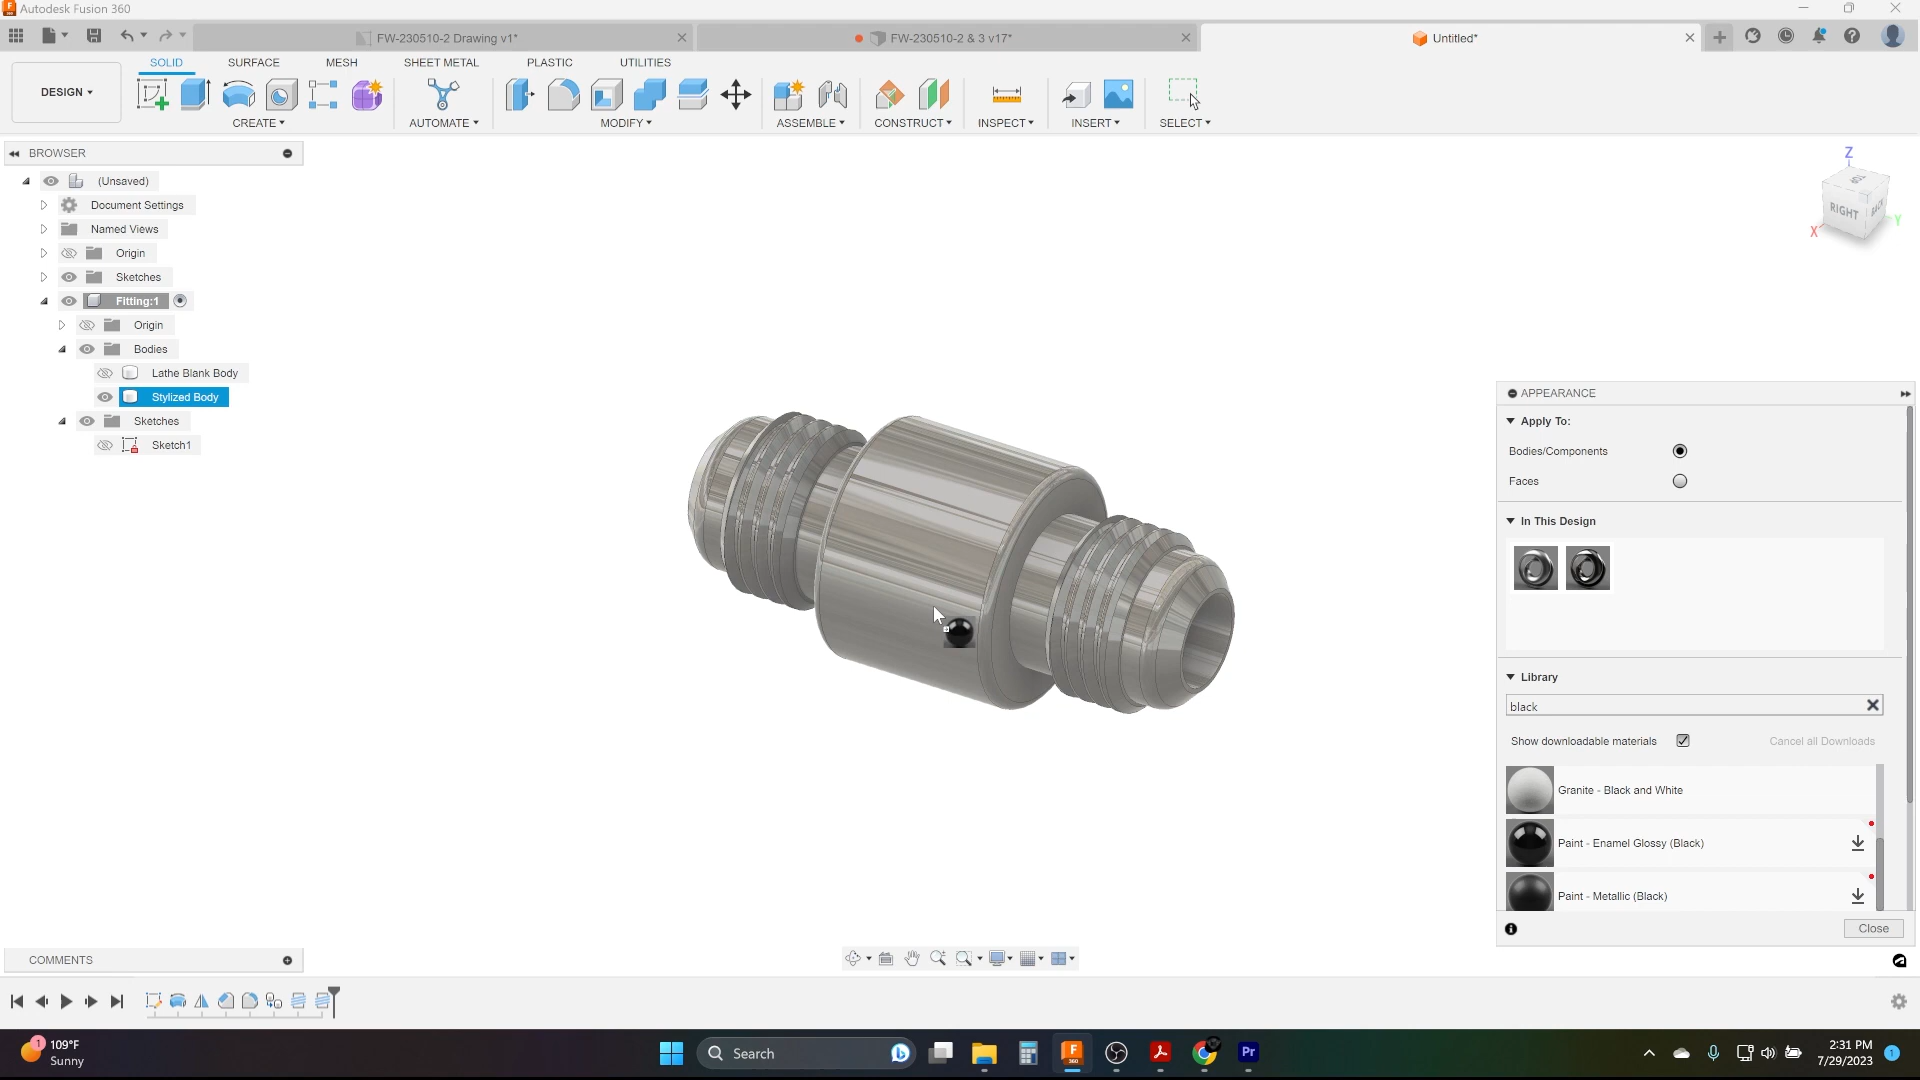 Autodesk Fusion 360
FW-230510-2 Drawing v1*
FW-230510-2 & 3 v17*
Untitled*
SOLID
SURFACE
MESH
SHEET METAL
PLASTIC
UTILITIES
DESIGN
CREATE
AUTOMATE
MODIFY
ASSEMBLE
CONSTRUCT
INSPECT
INSERT
SELECT
BROWSER
(Unsaved)
Document Settings
Named Views
Origin
Sketches
Fitting:1
Origin
Bodies
Lathe Blank Body
Stylized Body
Sketches
Sketch1
Z
TOP
RIGHT
BACK
X
Y
APPEARANCE
Apply To:
Bodies/Components
Faces
In This Design
Library
black
Show downloadable materials
Cancel all Downloads
Granite - Black and White
Paint - Enamel Glossy (Black)
Paint - Metallic (Black)
Close
COMMENTS
109°F
Sunny
Search
2:31 PM
7/29/2023